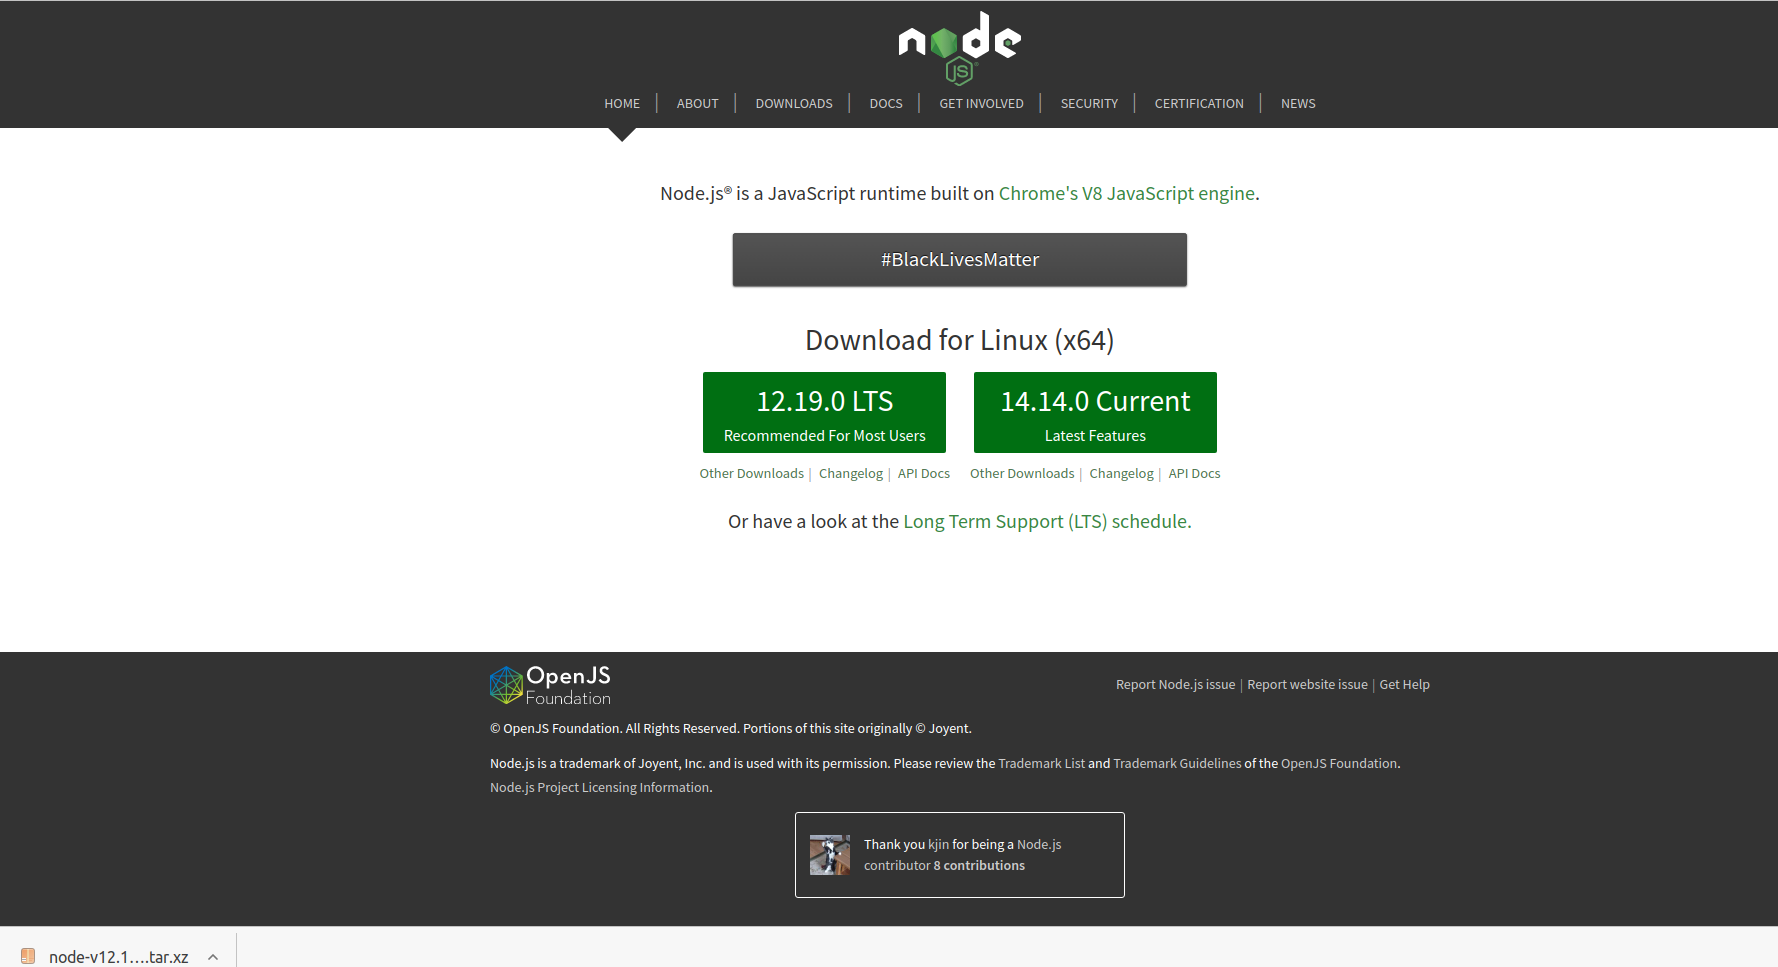 node
JS
HOME | ABOUT | DOWNLOADS | DOCS | GET INVOLVED | SECURITY | CERTIFICATION | NEWS
Node.js® is a JavaScript runtime built on Chrome's V8 JavaScript engine.
#BlackLivesMatter
Download for Linux (x64)
12.19.0 LTS
Recommended For Most Users
14.14.0 Current
Latest Features
Other Downloads | Changelog | API Docs
Other Downloads | Changelog | API Docs
Or have a look at the Long Term Support (LTS) schedule.
OpenJS
Foundation
Report Node.js issue | Report website issue | Get Help
© OpenJS Foundation. All Rights Reserved. Portions of this site originally © Joyent.
Node.js is a trademark of Joyent, Inc. and is used with its permission. Please review the Trademark List and Trademark Guidelines of the OpenJS Foundation.
Node.js Project Licensing Information.
Thank you kjin for being a Node.js
contributor 8 contributions
node-v12.1....tar.xz